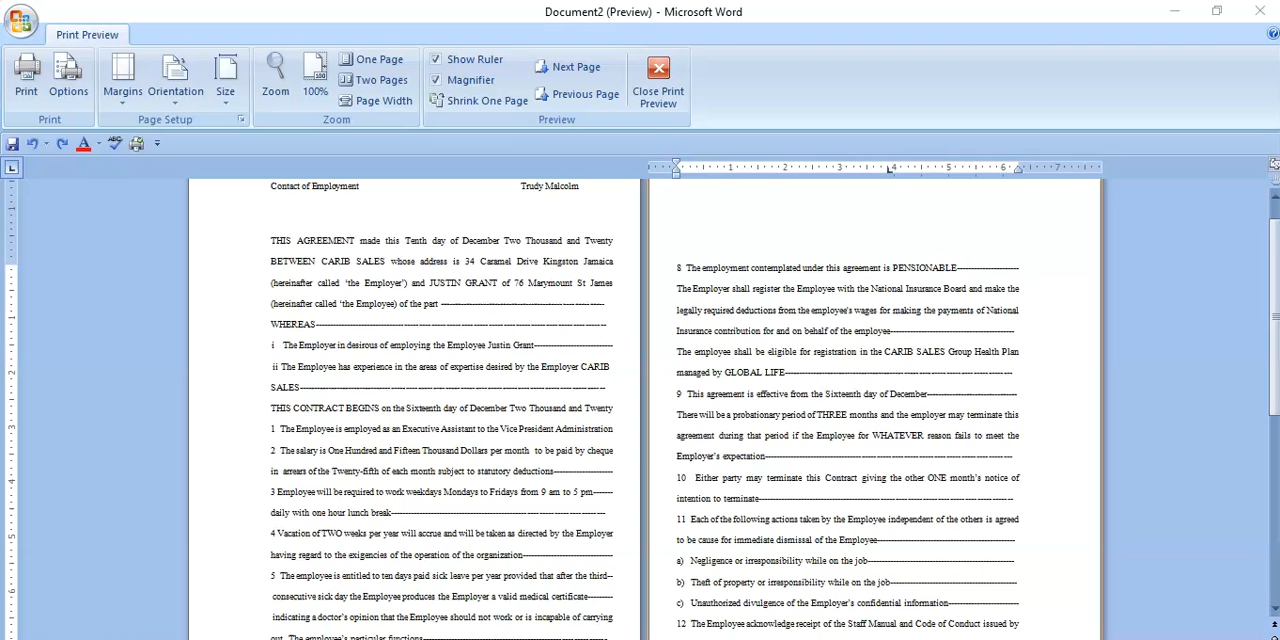 Document2 (Preview) - Microsoft Word
Print Preview
Print
Options
Margins
Orientation
Size
Zoom
100%
One Page
Two Pages
Page Width
Show Ruler
Magnifier
Shrink One Page
Next Page
Previous Page
Close Print
Preview
Print
Page Setup
Zoom
Preview
Contact of Employment Trudy Malcolm
THIS AGREEMENT made this Tenth day of December Two Thousand and Twenty
BETWEEN CARIB SALES whose address is 34 Caramel Drive Kingston Jamaica
(hereinafter called ‘the Employer’) and JUSTIN GRANT of 76 Marymount St James
(hereinafter called ‘the Employee) of the part ----------------------------------------
WHEREAS------------------------------------------------------------------------
i The Employer in desirous of employing the Employee Justin Grant--------------------
ii The Employee has experience in the areas of expertise desired by the Employer CARIB
SALES----------------------------------------------------------------------------
THIS CONTRACT BEGINS on the Sixteenth day of December Two Thousand and Twenty
1 The Employee is employed as an Executive Assistant to the Vice President Administration
2 The salary is One Hundred and Fifteen Thousand Dollars per month to be paid by cheque
in arrears of the Twenty-fifth of each month subject to statutory deductions---------------
3 Employee will be required to work weekdays Mondays to Fridays from 9 am to 5 pm-----
daily with one hour lunch break-------------------------------------------------------
4 Vacation of TWO weeks per year will accrue and will be taken as directed by the Employer
having regard to the exigencies of the operation of the organization-----------------------
5 The employee is entitled to ten days paid sick leave per year provided that after the third--
consecutive sick day the Employee produces the Employer a valid medical certificate------
indicating a doctor’s opinion that the Employee should not work or is incapable of carrying
out The employee’s particular functions------------------------------------------------
8 The employment contemplated under this agreement is PENSIONABLE---------------
The Employer shall register the Employee with the National Insurance Board and make the
legally required deductions from the employee's wages for making the payments of National
Insurance contribution for and on behalf of the employee-------------------------------
The employee shall be eligible for registration in the CARIB SALES Group Health Plan
managed by GLOBAL LIFE---------------------------------------------------------
9 This agreement is effective from the Sixteenth day of December-----------------------
There will be a probationary period of THREE months and the employer may terminate this
agreement during that period if the Employee for WHATEVER reason fails to meet the
Employer’s expectation-------------------------------------------------------------
10 Either party may terminate this Contract giving the other ONE month’s notice of
intention to terminate---------------------------------------------------------------
11 Each of the following actions taken by the Employee independent of the others is agreed
to be cause for immediate dismissal of the Employee-----------------------------------
a) Negligence or irresponsibility while on the job-------------------------------------
b) Theft of property or irresponsibility while on the job--------------------------------
c) Unauthorized divulgence of the Employer’s confidential information-----------------
12 The Employee acknowledge receipt of the Staff Manual and Code of Conduct issued by